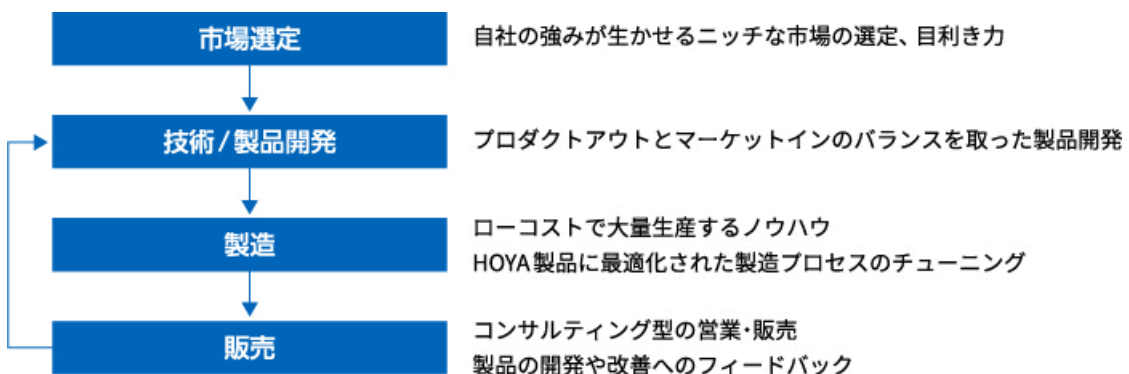 市場選定
自社の強みが生かせるニッチな市場の選定、目利き力
技術/製品開発
プロダクトアウトとマーケットインのバランスを取った製品開発
製造
ローコストで大量生産するノウハウ
HOYA製品に最適化された製造プロセスのチューニング
販売
コンサルティング型の営業・販売
製品の開発や改善へのフィードバック